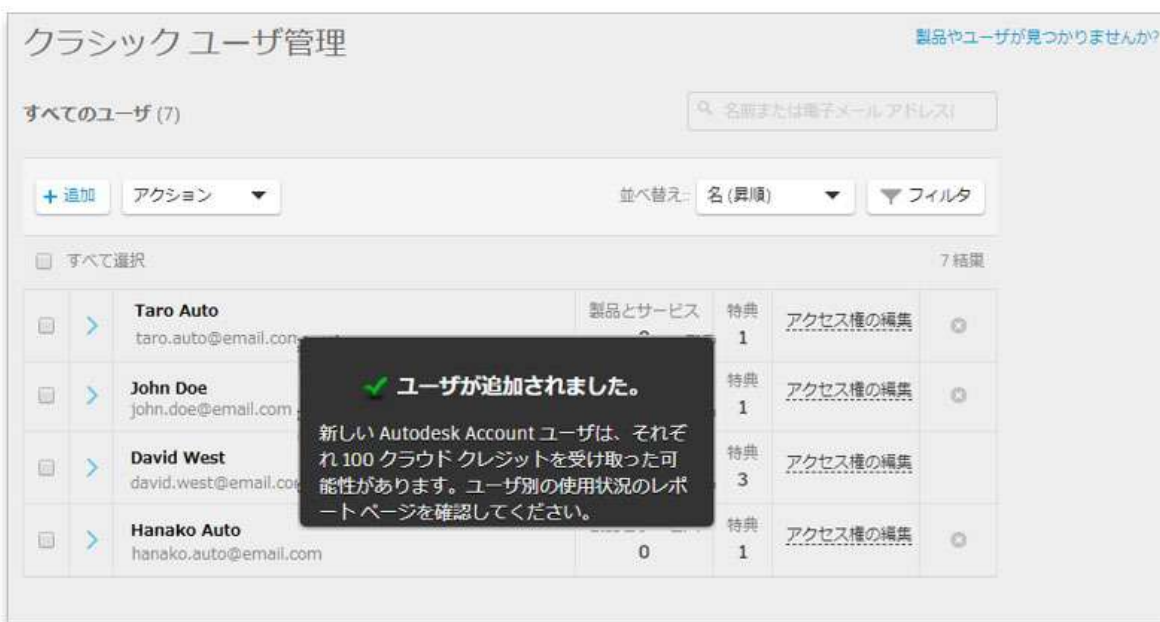 クラシック ユーザ管理
製品やユーザが見つかりませんか?
すべてのユーザ (7)
名前または電子メール アドレス
+ 追加 アクション 並べ替え: 名 (昇順) フィルタ
すべて選択 7 結果
Taro Auto 製品とサービス 特典 アクセス権の編集
taro.auto@email.com 1
John Doe 特典 アクセス権の編集
john.doe@email.com 1
David West 特典 アクセス権の編集
david.west@email.co 3
Hanako Auto 特典 アクセス権の編集
hanako.auto@email.com 0 1
ユーザが追加されました。
新しい Autodesk Account ユーザは、それぞ
れ 100 クラウド クレジットを受け取った可
能性があります。ユーザ別の使用状況のレポ
ート ページを確認してください。